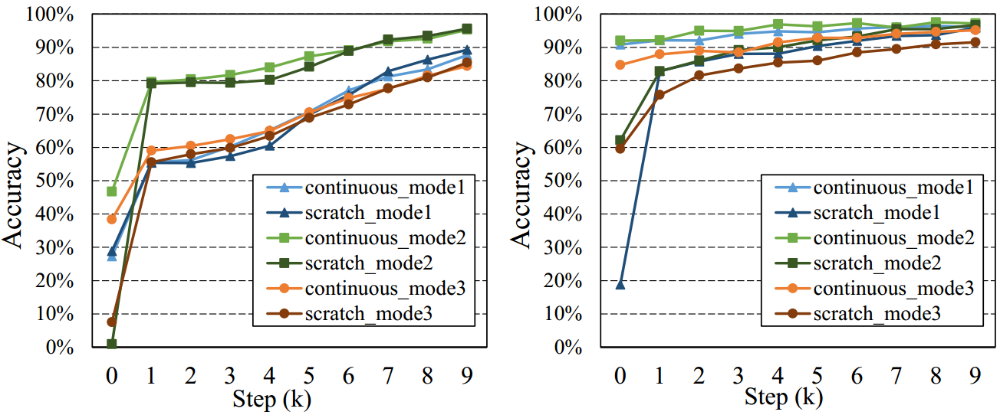 100%
90%
80%
70%
60%
50%
40%
30%
20%
10%
0%
Accuracy
continuous_mode1
scratch_mode1
continuous_mode2
scratch_mode2
continuous_mode3
scratch_mode3
0 1 2 3 4 5 6 7 8 9
Step (k)
100%
90%
80%
70%
60%
50%
40%
30%
20%
10%
0%
Accuracy
continuous_mode1
scratch_mode1
continuous_mode2
scratch_mode2
continuous_mode3
scratch_mode3
0 1 2 3 4 5 6 7 8 9
Step (k)